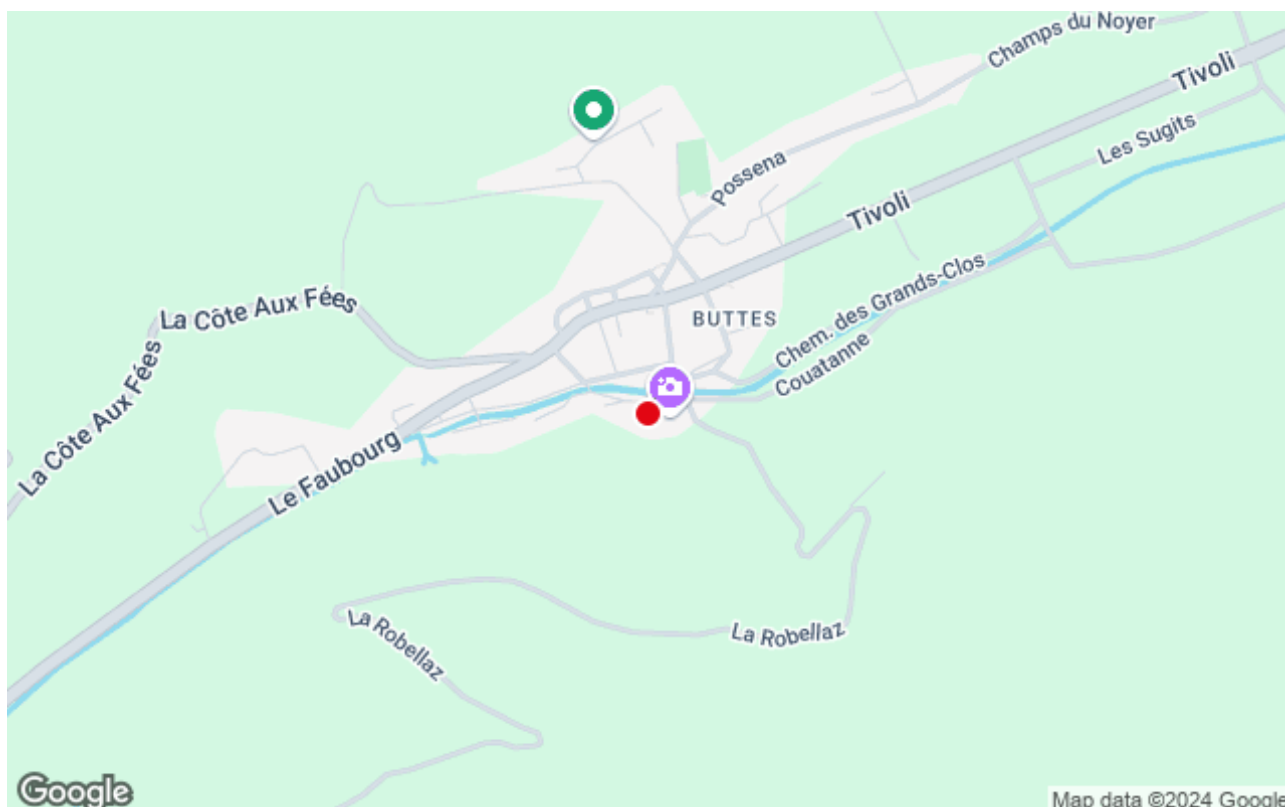 Champs du Noyer
Tivoli
Les Sugits
Possena
Tivoli
La Côte Aux Fées
Chem. des Grands-Clos
BUTTES
Couatanne
La Côte Aux Fées
Le Faubourg
La Robellaz
La Robellaz
Google
Map data ©2024 Google